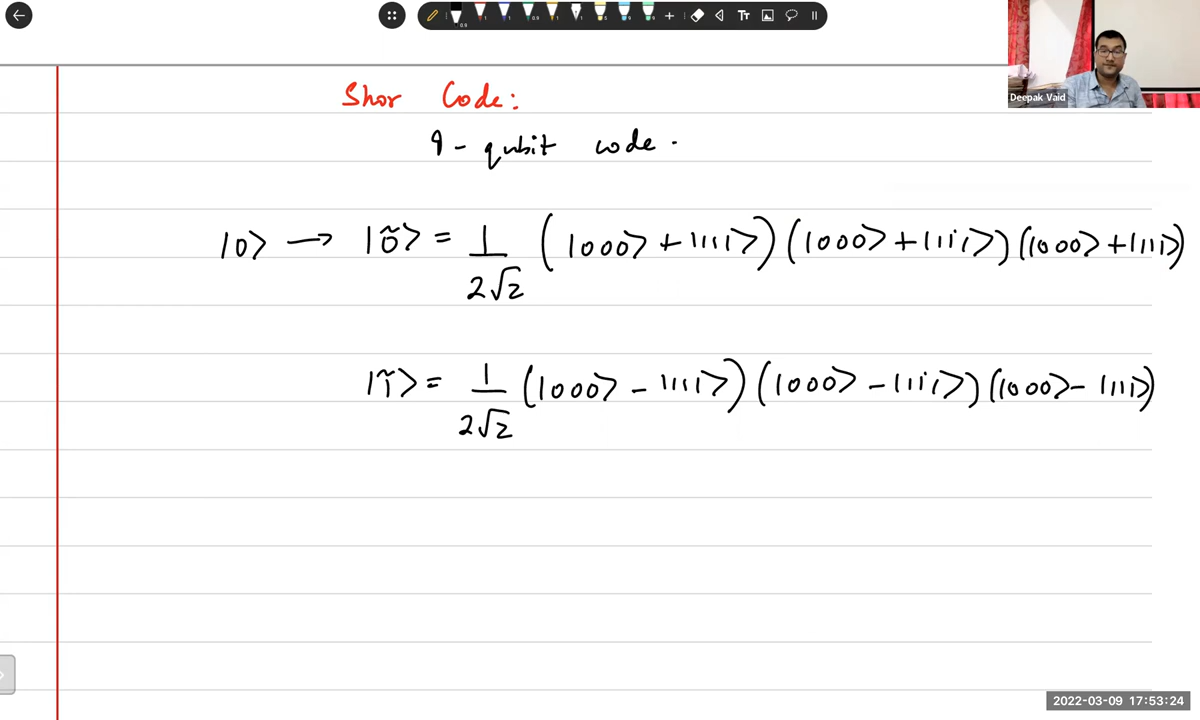 Deepak Vaid
Shor Code:
9-qubit code.
|0> → |0̃> = 1/2√2 (|000> + |111>)(|000> + |111>)(|000> + |111>)
|1̃> = 1/2√2 (|000> - |111>)(|000> - |111>)(|000> - |111>)
2022-03-09 17:53:24